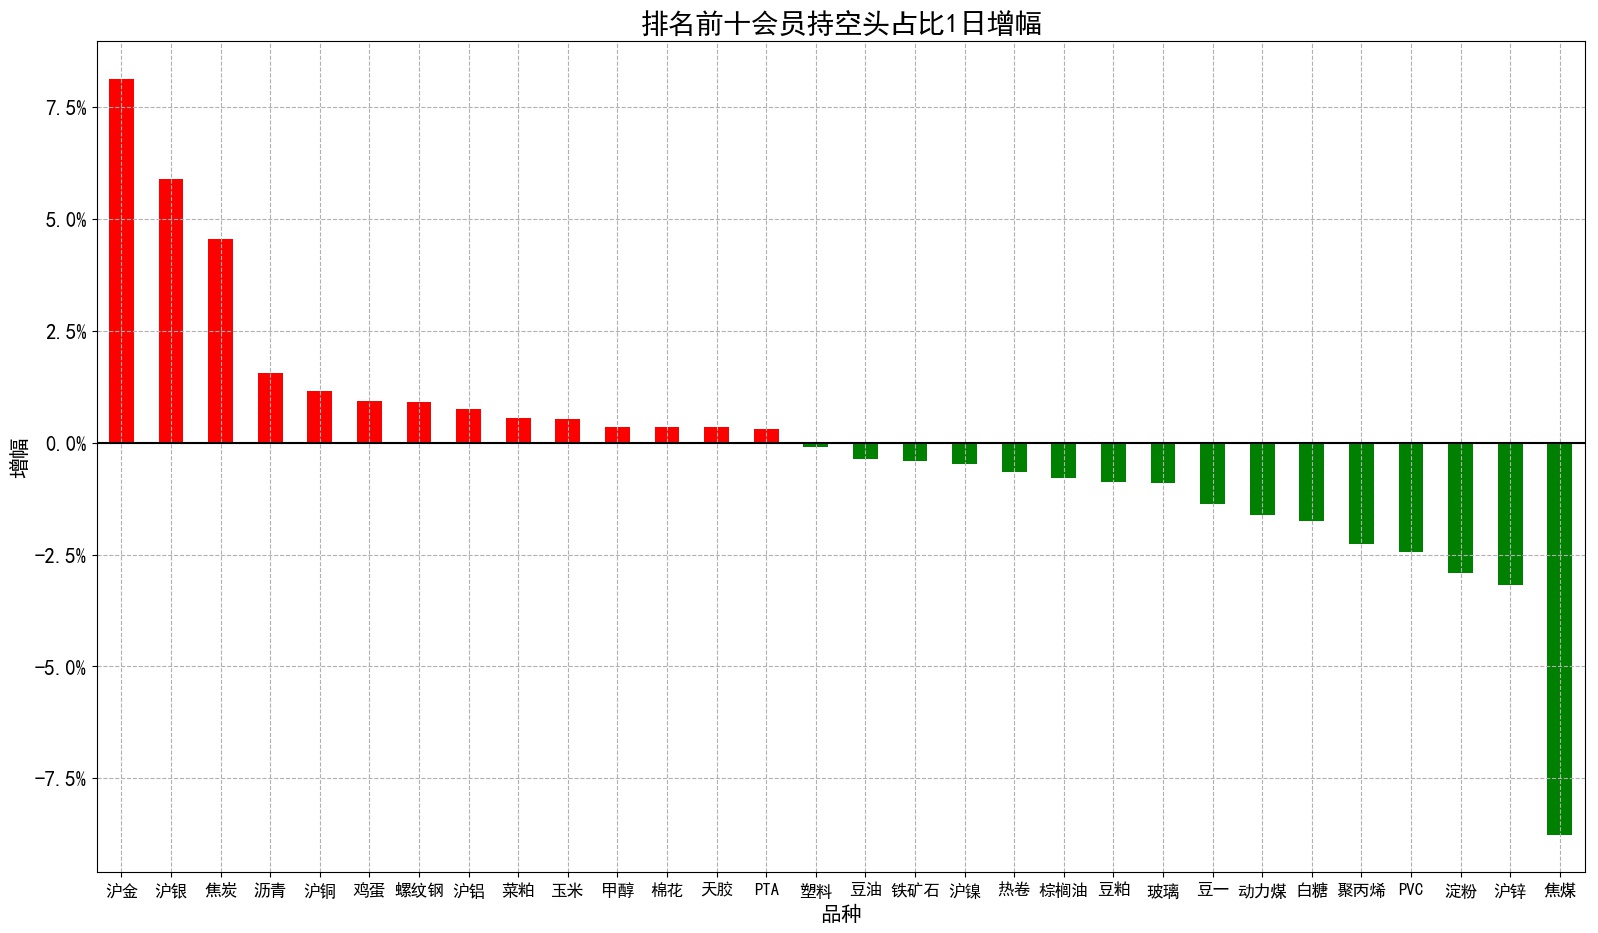 排名前十会员持空头占比1日增幅
7.5%
5.0%
2.5%
0.0%
−2.5%
−5.0%
−7.5%
增幅
沪金 沪银 焦炭 沥青 沪铜 鸡蛋 螺纹钢 沪铝 菜粕 玉米 甲醇 棉花 天胶 PTA 塑料 豆油 铁矿石 沪镍 热卷 棕榈油 豆粕 玻璃 豆一 动力煤 白糖 聚丙烯 PVC 淀粉 沪锌 焦煤
品种